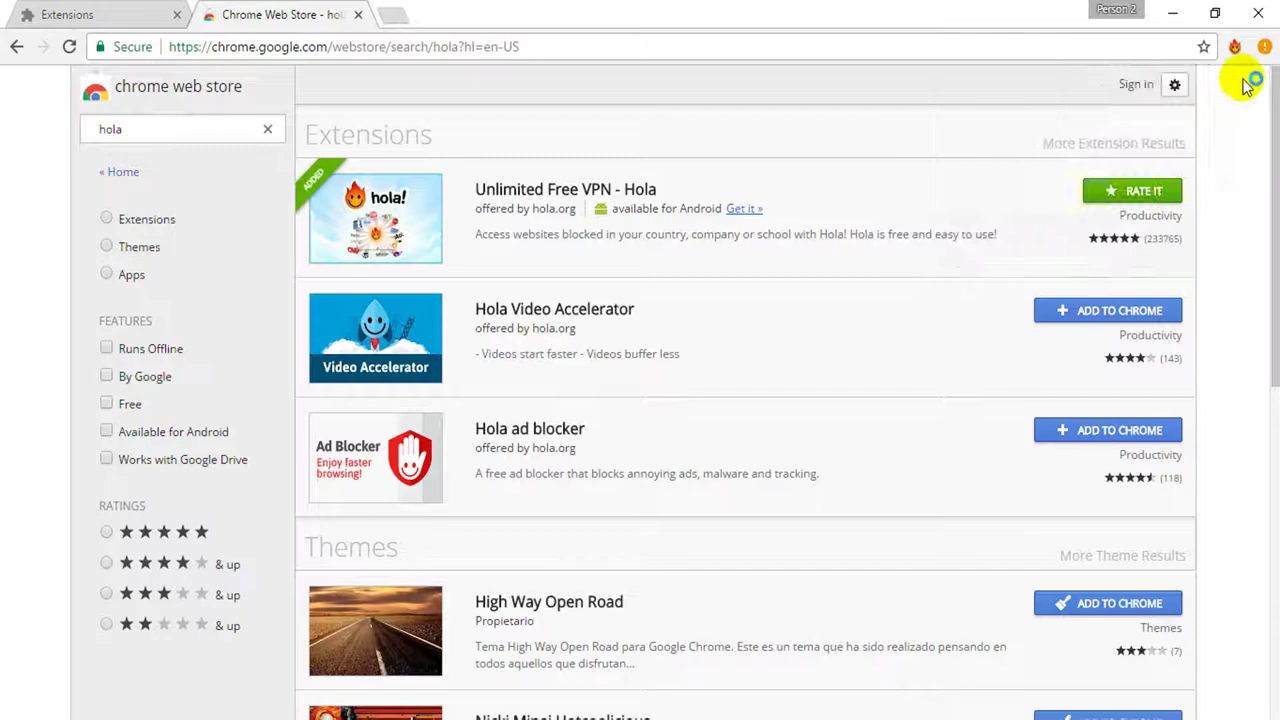 Extensions
Chrome Web Store - hol
Person 2
Secure
https://chrome.google.com/webstore/search/hola?hl=en-US
chrome web store
Sign in
hola
« Home
Extensions
Themes
Apps
FEATURES
Runs Offline
By Google
Free
Available for Android
Works with Google Drive
RATINGS
& up
& up
& up
Extensions
More Extension Results
ADDED
hola!
Unlimited Free VPN - Hola
offered by hola.org
available for Android Get it »
Access websites blocked in your country, company or school with Hola! Hola is free and easy to use!
RATE IT
Productivity
(233765)
Video Accelerator
Hola Video Accelerator
offered by hola.org
- Videos start faster - Videos buffer less
ADD TO CHROME
Productivity
(143)
Ad Blocker
Enjoy faster
browsing!
Hola ad blocker
offered by hola.org
A free ad blocker that blocks annoying ads, malware and tracking.
ADD TO CHROME
Productivity
(118)
Themes
More Theme Results
High Way Open Road
Propietario
Tema High Way Open Road para Google Chrome. Este es un tema que ha sido realizado pensando en
todos aquellos que disfrutan...
ADD TO CHROME
Themes
(7)